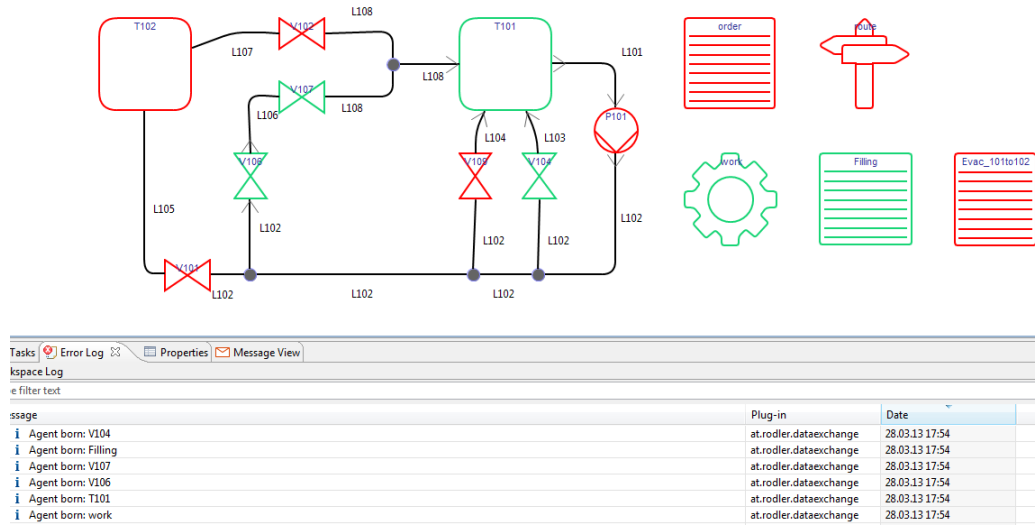 L108
T102
V102
T101
order
route
L107
L101
L108
V107
L106
L108
P101
L104
L103
V106
V104
work
Filling
Evac_101to102
L105
L102
L102
L102
L102
V101
L102
L102
L102
Tasks
Error Log
Properties
Message View
kspace Log
e filter text
essage
Plug-in
Date
Agent born: V104
at.rodler.dataexchange
28.03.13 17:54
Agent born: Filling
at.rodler.dataexchange
28.03.13 17:54
Agent born: V107
at.rodler.dataexchange
28.03.13 17:54
Agent born: V106
at.rodler.dataexchange
28.03.13 17:54
Agent born: T101
at.rodler.dataexchange
28.03.13 17:54
Agent born: work
at.rodler.dataexchange
28.03.13 17:54